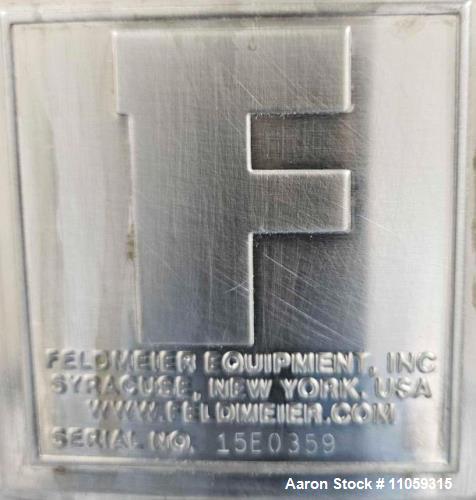 F
FELDMEIER EQUIPMENT, INC
SYRACUSE, NEW YORK, USA
WWW.FELDMEIER.COM
SERIAL NO. 15E0359
Aaron Stock # 11059315